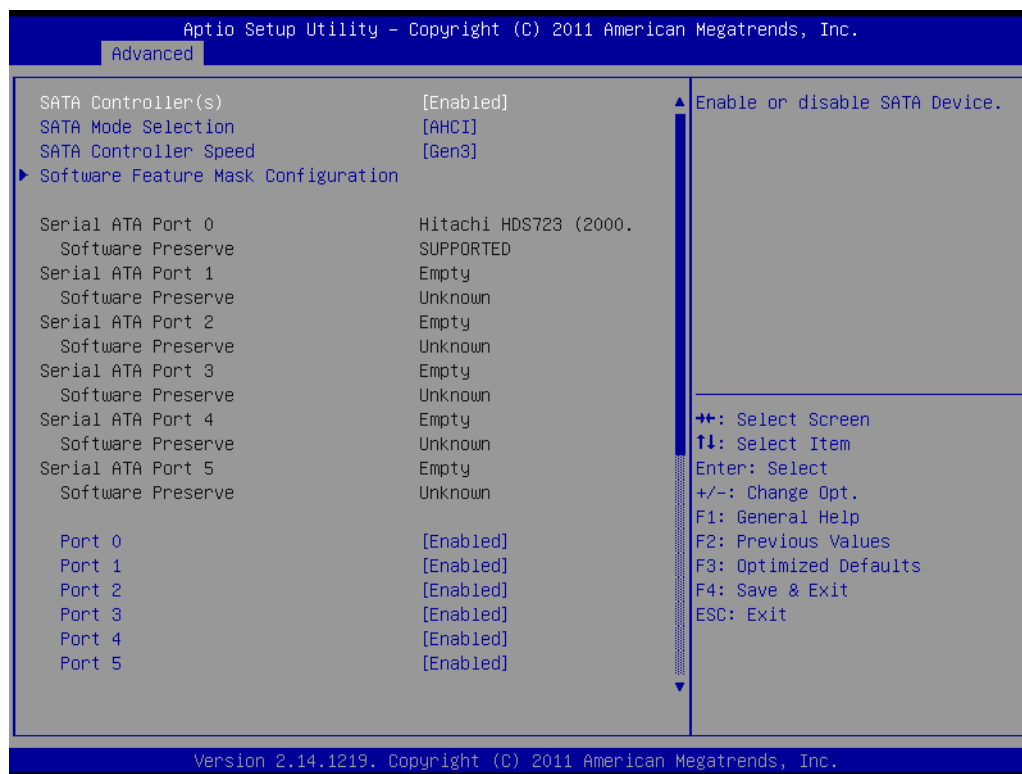 Aptio Setup Utility – Copyright (C) 2011 American Megatrends, Inc.
Advanced
SATA Controller(s) [Enabled]
SATA Mode Selection [AHCI]
SATA Controller Speed [Gen3]
Software Feature Mask Configuration
Serial ATA Port 0 Hitachi HDS723 (2000.
Software Preserve SUPPORTED
Serial ATA Port 1 Empty
Software Preserve Unknown
Serial ATA Port 2 Empty
Software Preserve Unknown
Serial ATA Port 3 Empty
Software Preserve Unknown
Serial ATA Port 4 Empty
Software Preserve Unknown
Serial ATA Port 5 Empty
Software Preserve Unknown
Port 0 [Enabled]
Port 1 [Enabled]
Port 2 [Enabled]
Port 3 [Enabled]
Port 4 [Enabled]
Port 5 [Enabled]
Enable or disable SATA Device.
→←: Select Screen
↑↓: Select Item
Enter: Select
+/-: Change Opt.
F1: General Help
F2: Previous Values
F3: Optimized Defaults
F4: Save & Exit
ESC: Exit
Version 2.14.1219. Copyright (C) 2011 American Megatrends, Inc.